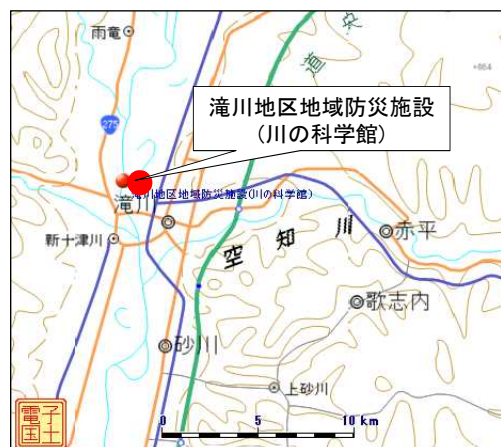 雨竜
道央
+864
275
滝川地区地域防災施設
(川の科学館)
滝川地区地域防災施設(川の科学館)
滝川
新十津川
空知川
赤平
歌志内
砂川
上砂川
電子
国土
0 5 10 km